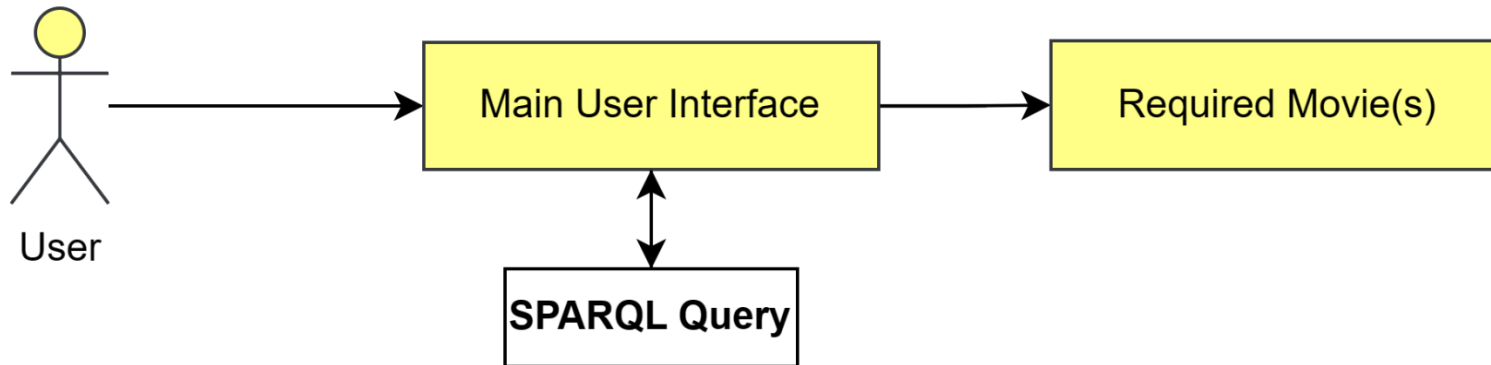 Main User Interface
Required Movie(s)
User
SPARQL Query